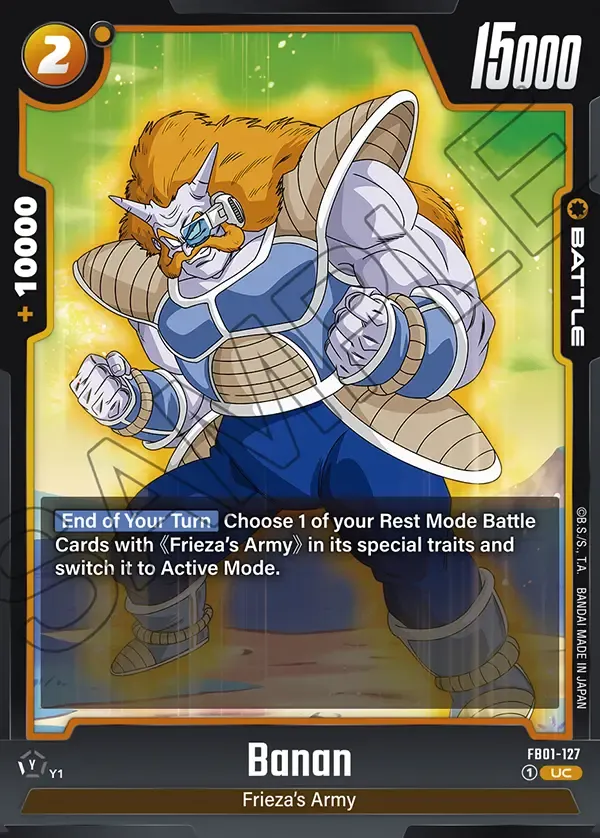 2
15000
+10000
BATTLE
SAMPLE
End of Your Turn Choose 1 of your Rest Mode Battle
Cards with 《Frieza's Army》 in its special traits and
switch it to Active Mode.
©B.S./S., T.A. BANDAI MADE IN JAPAN
Banan
FB01-127
Y Y1
1 UC
Frieza's Army